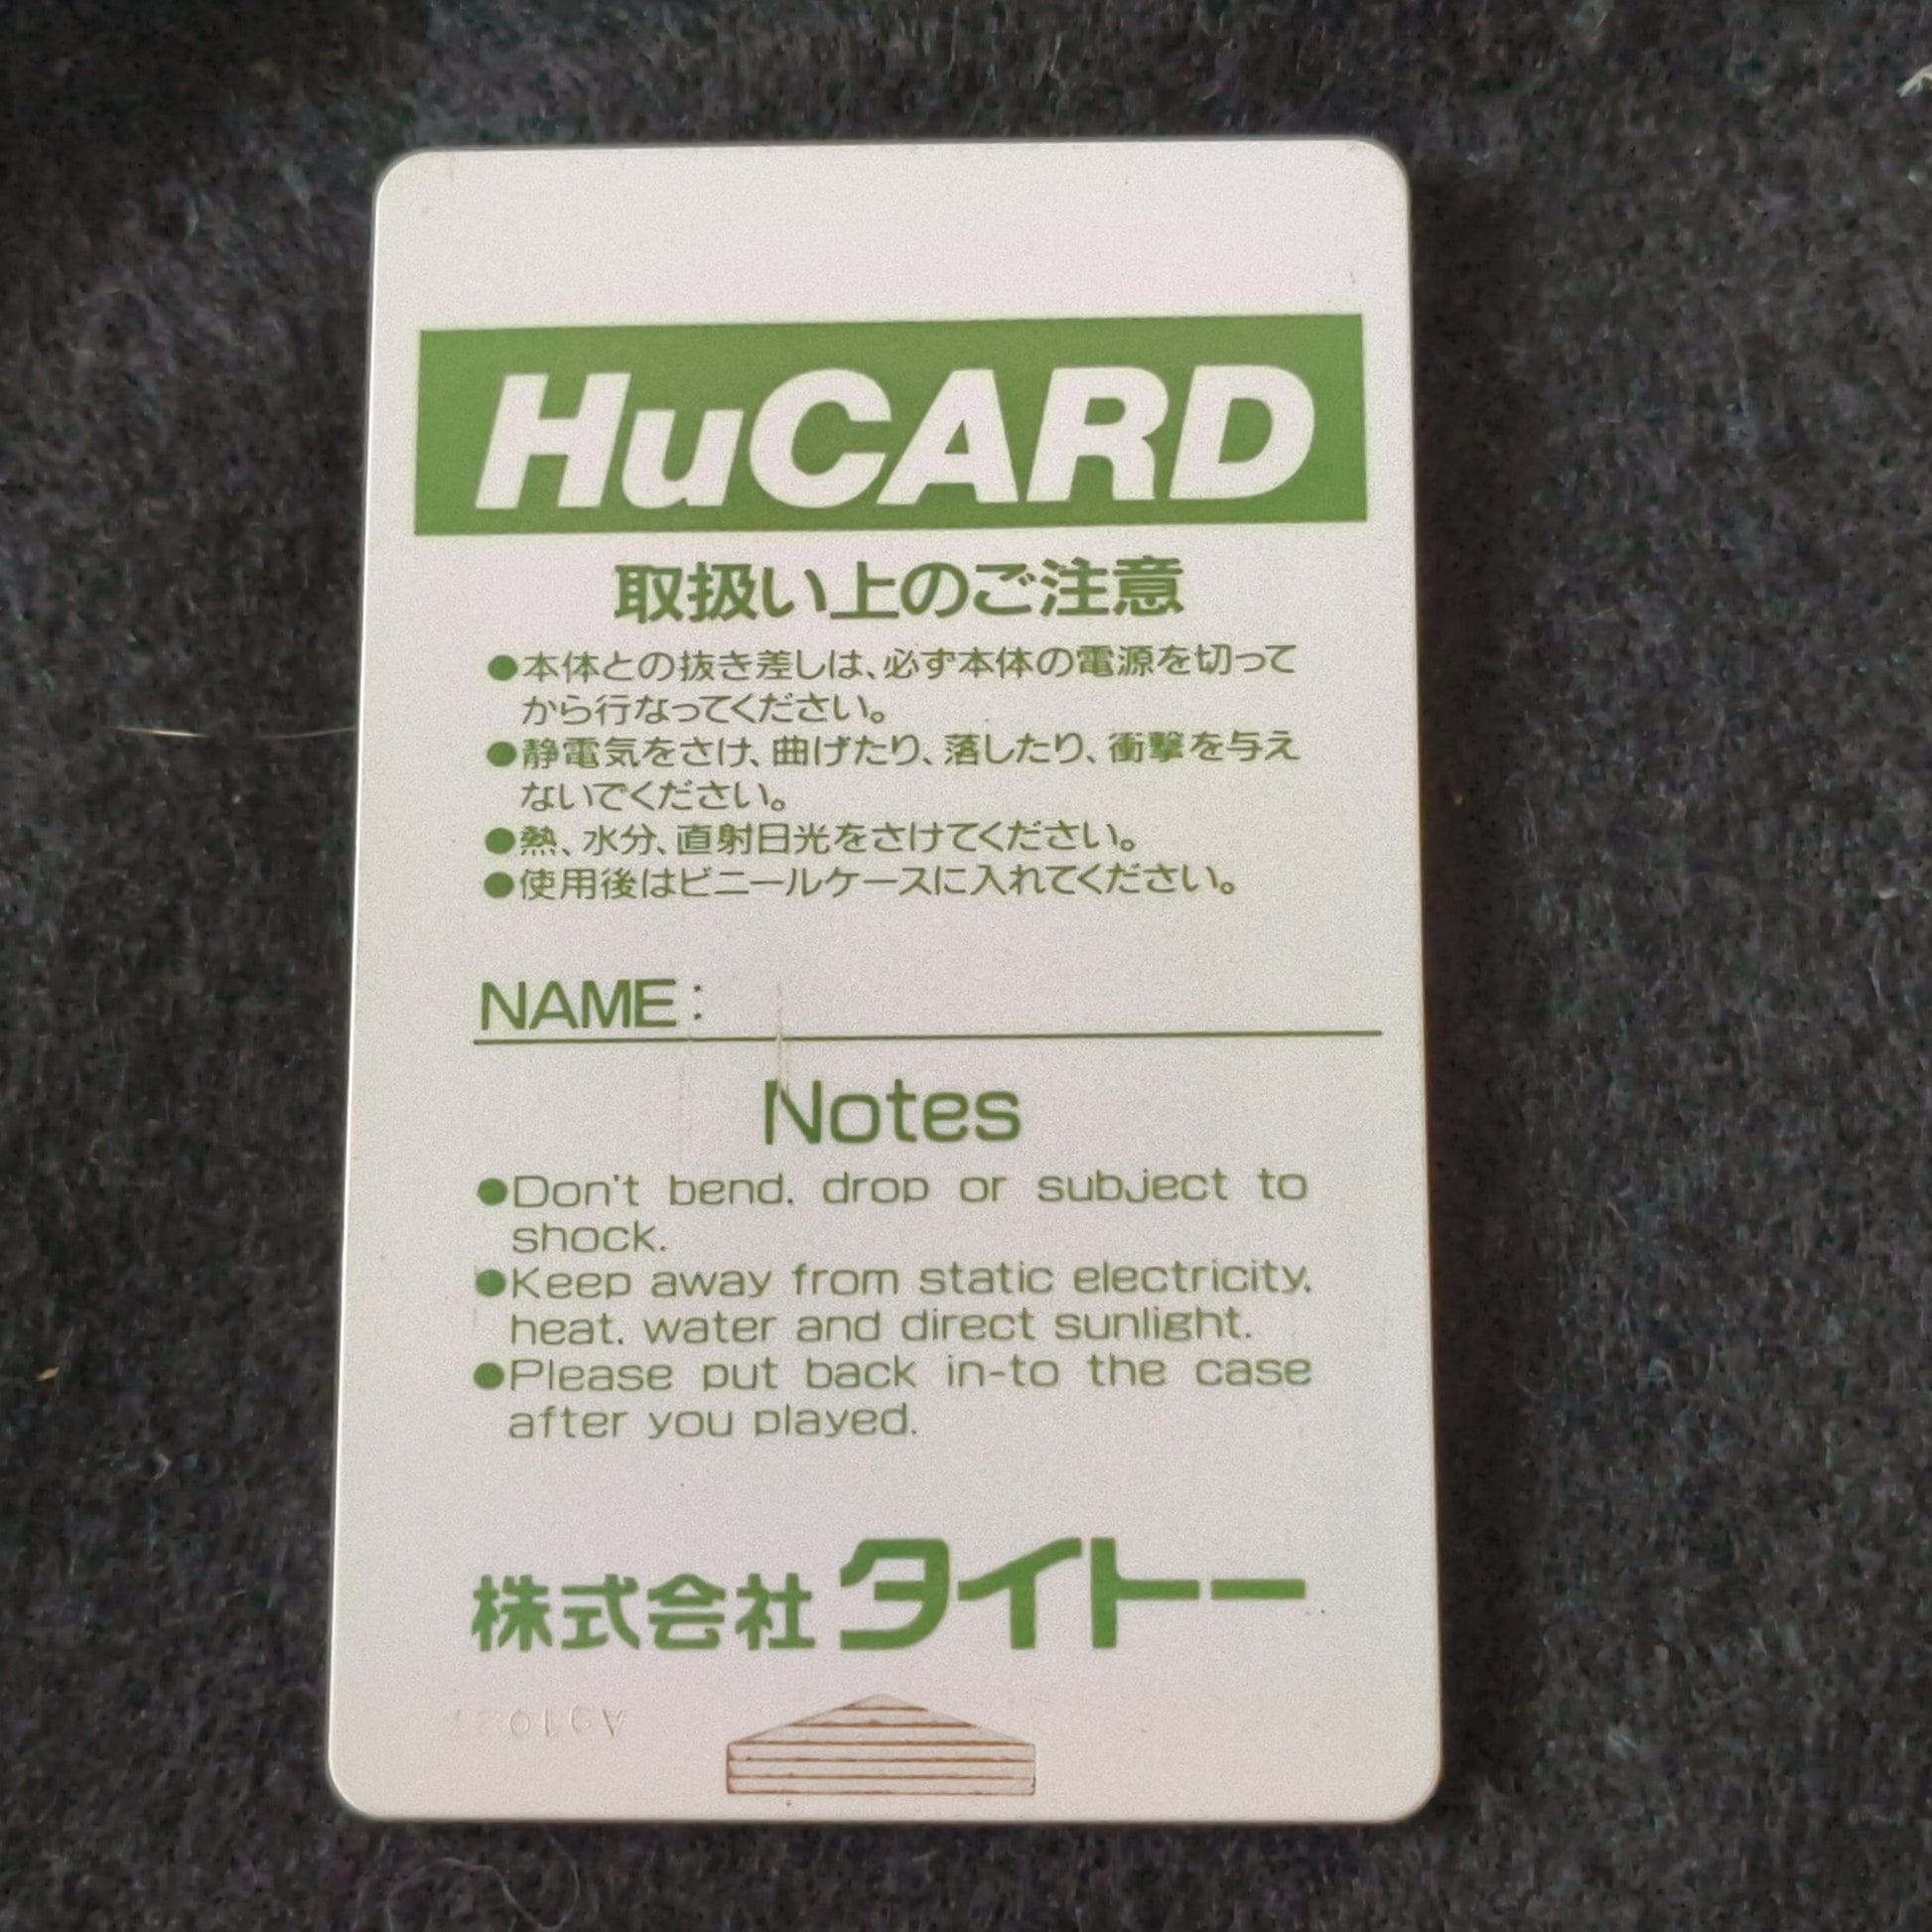 HuCARD
取扱い上のご注意
●本体との抜き差しは、必ず本体の電源を切って
から行なってください。
●静電気をさけ、曲げたり、落したり、衝撃を与え
ないでください。
●熱、水分、直射日光をさけてください。
●使用後はビニールケースに入れてください。
NAME:
Notes
●Don't bend, drop or subject to
shock.
●Keep away from static electricity,
heat, water and direct sunlight.
●Please put back in-to the case
after you played.
株式会社タイトー